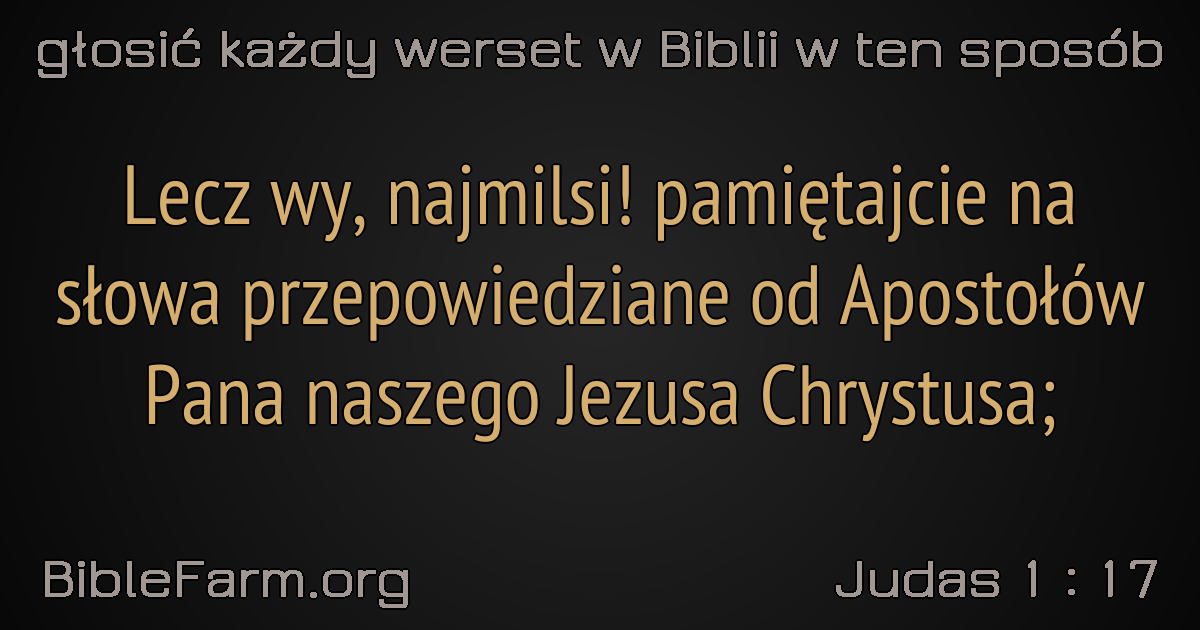 głosić każdy werset w Biblii w ten sposób
Lecz wy, najmilsi! pamiętajcie na
słowa przepowiedziane od Apostołów
Pana naszego Jezusa Chrystusa;
BibleFarm.org
Judas 1 : 17